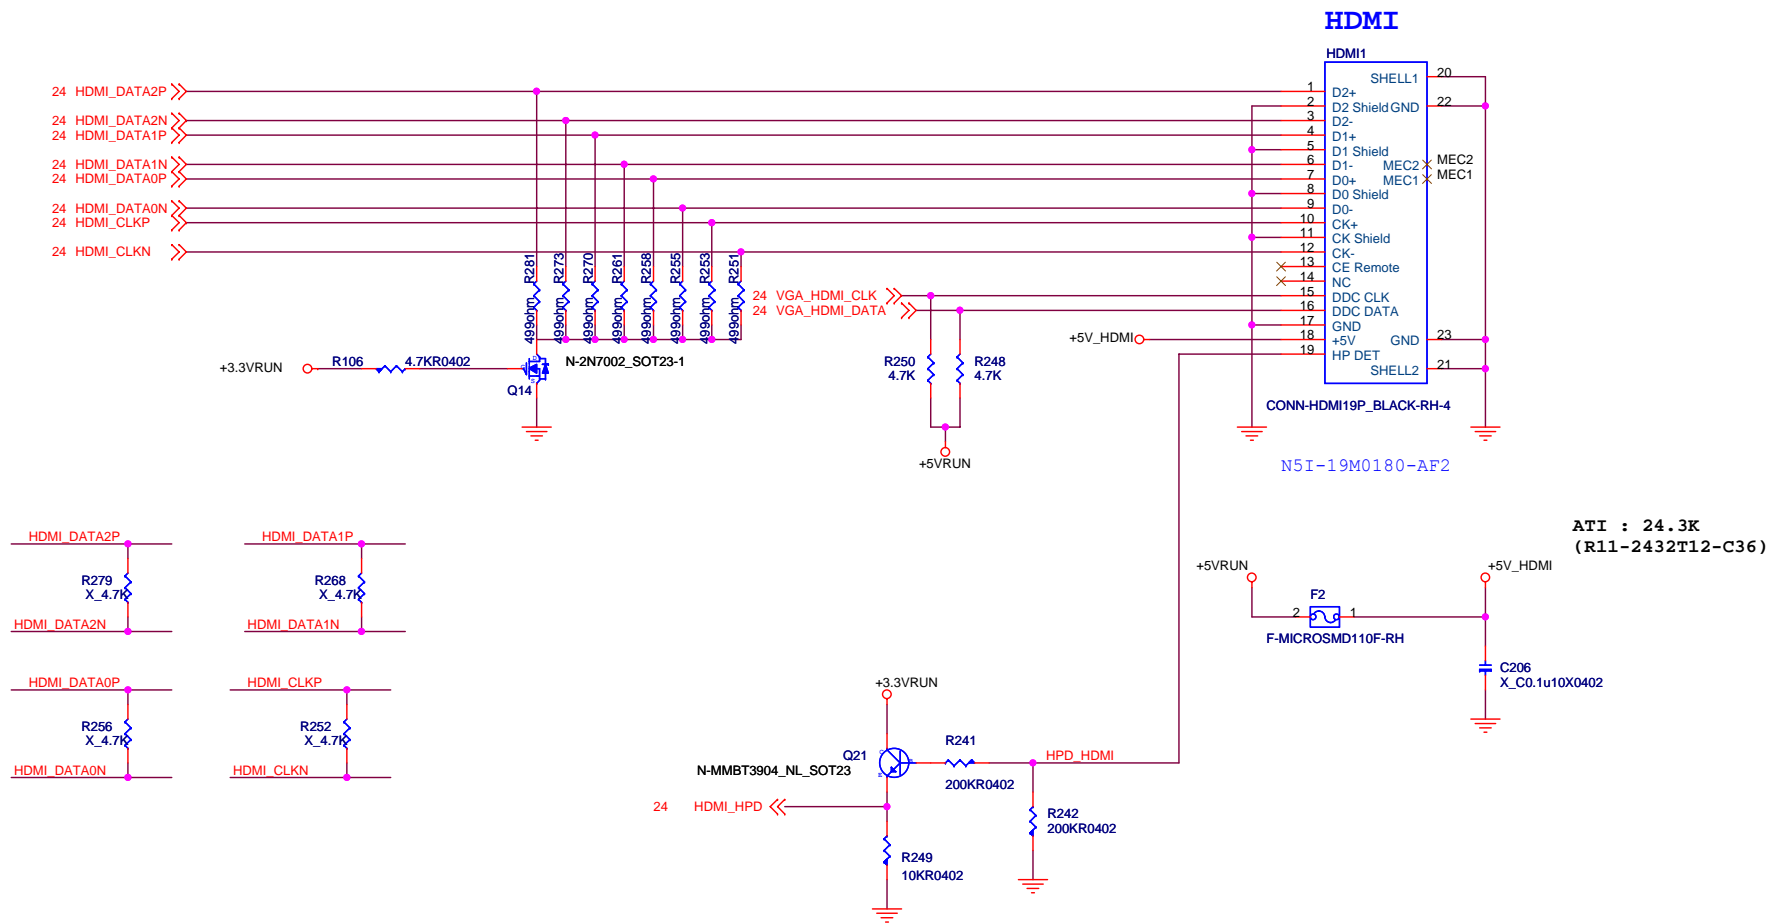 HDMI
HDMI1
24 HDMI_DATA2P
24 HDMI_DATA2N
24 HDMI_DATA1P
24 HDMI_DATA1N
24 HDMI_DATA0P
24 HDMI_DATA0N
24 HDMI_CLKP
24 HDMI_CLKN
R281 499ohm
R273 499ohm
R270 499ohm
R261 499ohm
R258 499ohm
R255 499ohm
R253 499ohm
R251 499ohm
24 VGA_HDMI_CLK
24 VGA_HDMI_DATA
1 D2+
2 D2 Shield
3 D2-
4 D1+
5 D1 Shield
6 D1-
7 D0+
8 D0 Shield
9 D0-
10 CK+
11 CK Shield
12 CK-
13 CE Remote
14 NC
15 DDC CLK
16 DDC DATA
17 GND
18 +5V
19 HP DET
SHELL1 20
GND 22
MEC2 MEC2
MEC1 MEC1
GND 23
SHELL2 21
+5V_HDMI
CONN-HDMI19P_BLACK-RH-4
N5I-19M0180-AF2
+3.3VRUN
R106 4.7KR0402
N-2N7002_SOT23-1
Q14
D
G
S
R250
4.7K
R248
4.7K
+5VRUN
HDMI_DATA2P
R279
X_4.7K
HDMI_DATA2N
HDMI_DATA1P
R268
X_4.7K
HDMI_DATA1N
HDMI_DATA0P
R256
X_4.7K
HDMI_DATA0N
HDMI_CLKP
R252
X_4.7K
HDMI_CLKN
ATI : 24.3K
(R11-2432T12-C36)
+5VRUN
+5V_HDMI
F2
2 1
F-MICROSMD110F-RH
C206
X_C0.1u10X0402
+3.3VRUN
Q21
C
B
E
N-MMBT3904_NL_SOT23
R241
200KR0402
HPD_HDMI
24 HDMI_HPD
R242
200KR0402
R249
10KR0402